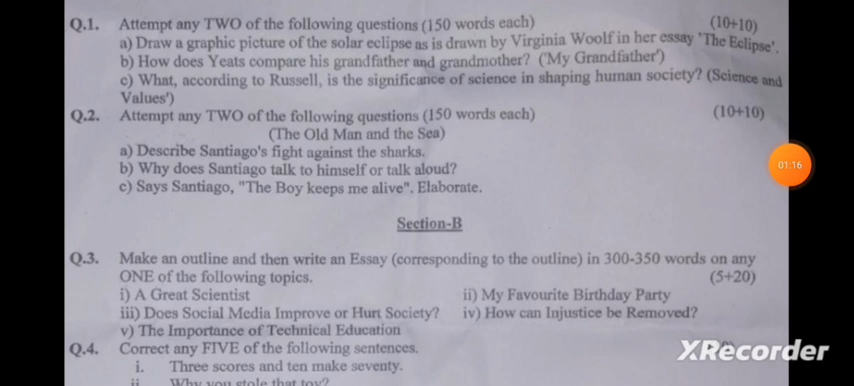 Q.1. Attempt any TWO of the following questions (150 words each) (10+10)
a) Draw a graphic picture of the solar eclipse as is drawn by Virginia Woolf in her essay 'The Eclipse'.
b) How does Yeats compare his grandfather and grandmother? ('My Grandfather')
c) What, according to Russell, is the significance of science in shaping human society? (Science and
Values')
Q.2. Attempt any TWO of the following questions (150 words each) (10+10)
(The Old Man and the Sea)
a) Describe Santiago's fight against the sharks.
b) Why does Santiago talk to himself or talk aloud?
c) Says Santiago, "The Boy keeps me alive". Elaborate.
01:16
Section-B
Q.3. Make an outline and then write an Essay (corresponding to the outline) in 300-350 words on any
ONE of the following topics. (5+20)
i) A Great Scientist ii) My Favourite Birthday Party
iii) Does Social Media Improve or Hurt Society? iv) How can Injustice be Removed?
v) The Importance of Technical Education
Q.4. Correct any FIVE of the following sentences.
i. Three scores and ten make seventy.
ii. Why you stole that toy?
XRecorder